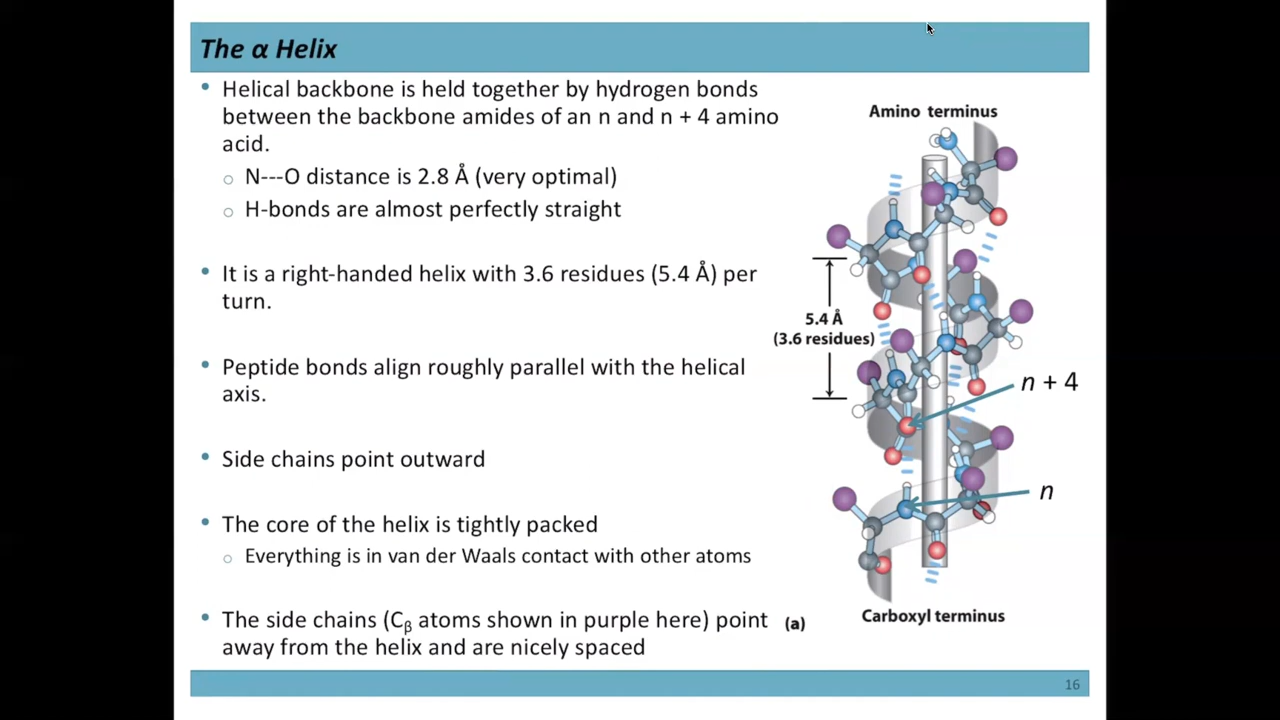 The α Helix
• Helical backbone is held together by hydrogen bonds
between the backbone amides of an n and n + 4 amino
acid.
○ N---O distance is 2.8 Å (very optimal)
○ H-bonds are almost perfectly straight
• It is a right-handed helix with 3.6 residues (5.4 Å) per
turn.
• Peptide bonds align roughly parallel with the helical
axis.
• Side chains point outward
• The core of the helix is tightly packed
○ Everything is in van der Waals contact with other atoms
• The side chains (Cβ atoms shown in purple here) point
away from the helix and are nicely spaced
Amino terminus
5.4 Å
(3.6 residues)
n + 4
n
Carboxyl terminus
(a)
16